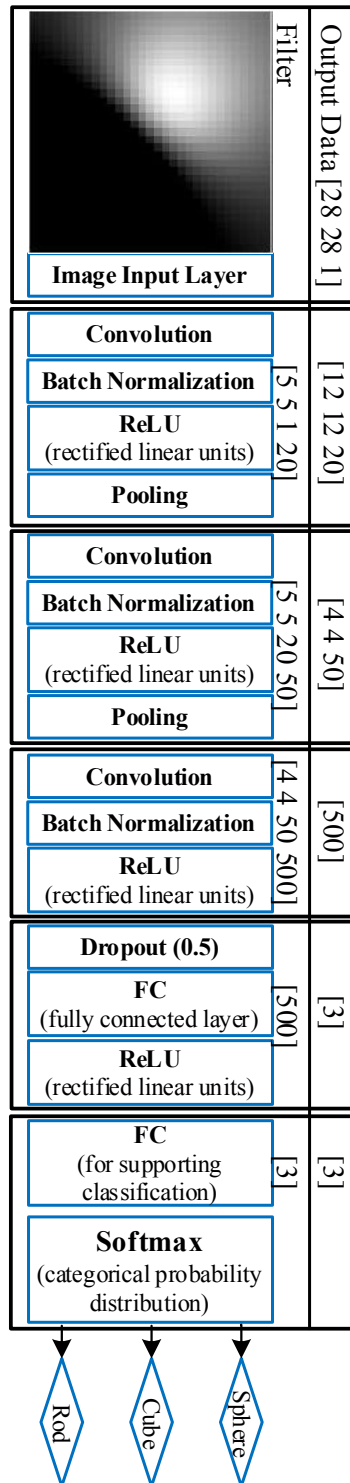 Output Data [28 28 1]
Filter
Image Input Layer
[12 12 20]
[5 5 1 20]
Convolution
Batch Normalization
ReLU
(rectified linear units)
Pooling
[4 4 50]
[5 5 20 50]
Convolution
Batch Normalization
ReLU
(rectified linear units)
Pooling
[500]
[4 4 50 500]
Convolution
Batch Normalization
ReLU
(rectified linear units)
[3]
[500]
Dropout (0.5)
FC
(fully connected layer)
ReLU
(rectified linear units)
[3]
[3]
FC
(for supporting
classification)
Softmax
(categorical probability
distribution)
Rod
Cube
Sphere